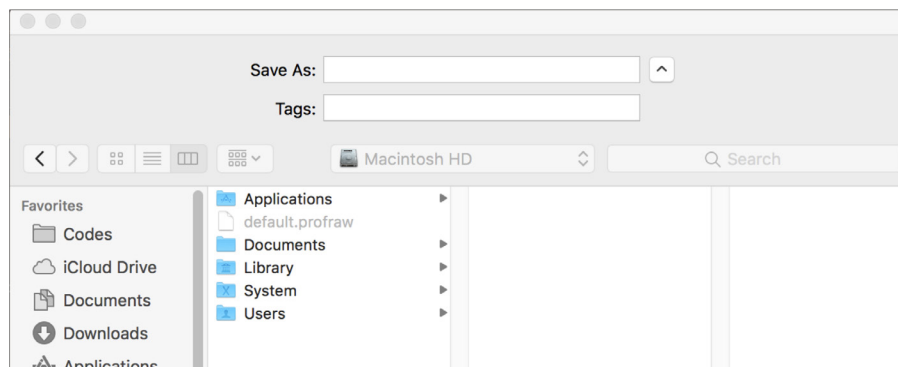 Save As:
Tags:
Macintosh HD
Search
Favorites
Codes
iCloud Drive
Documents
Downloads
Applications
Applications
default.profraw
Documents
Library
System
Users